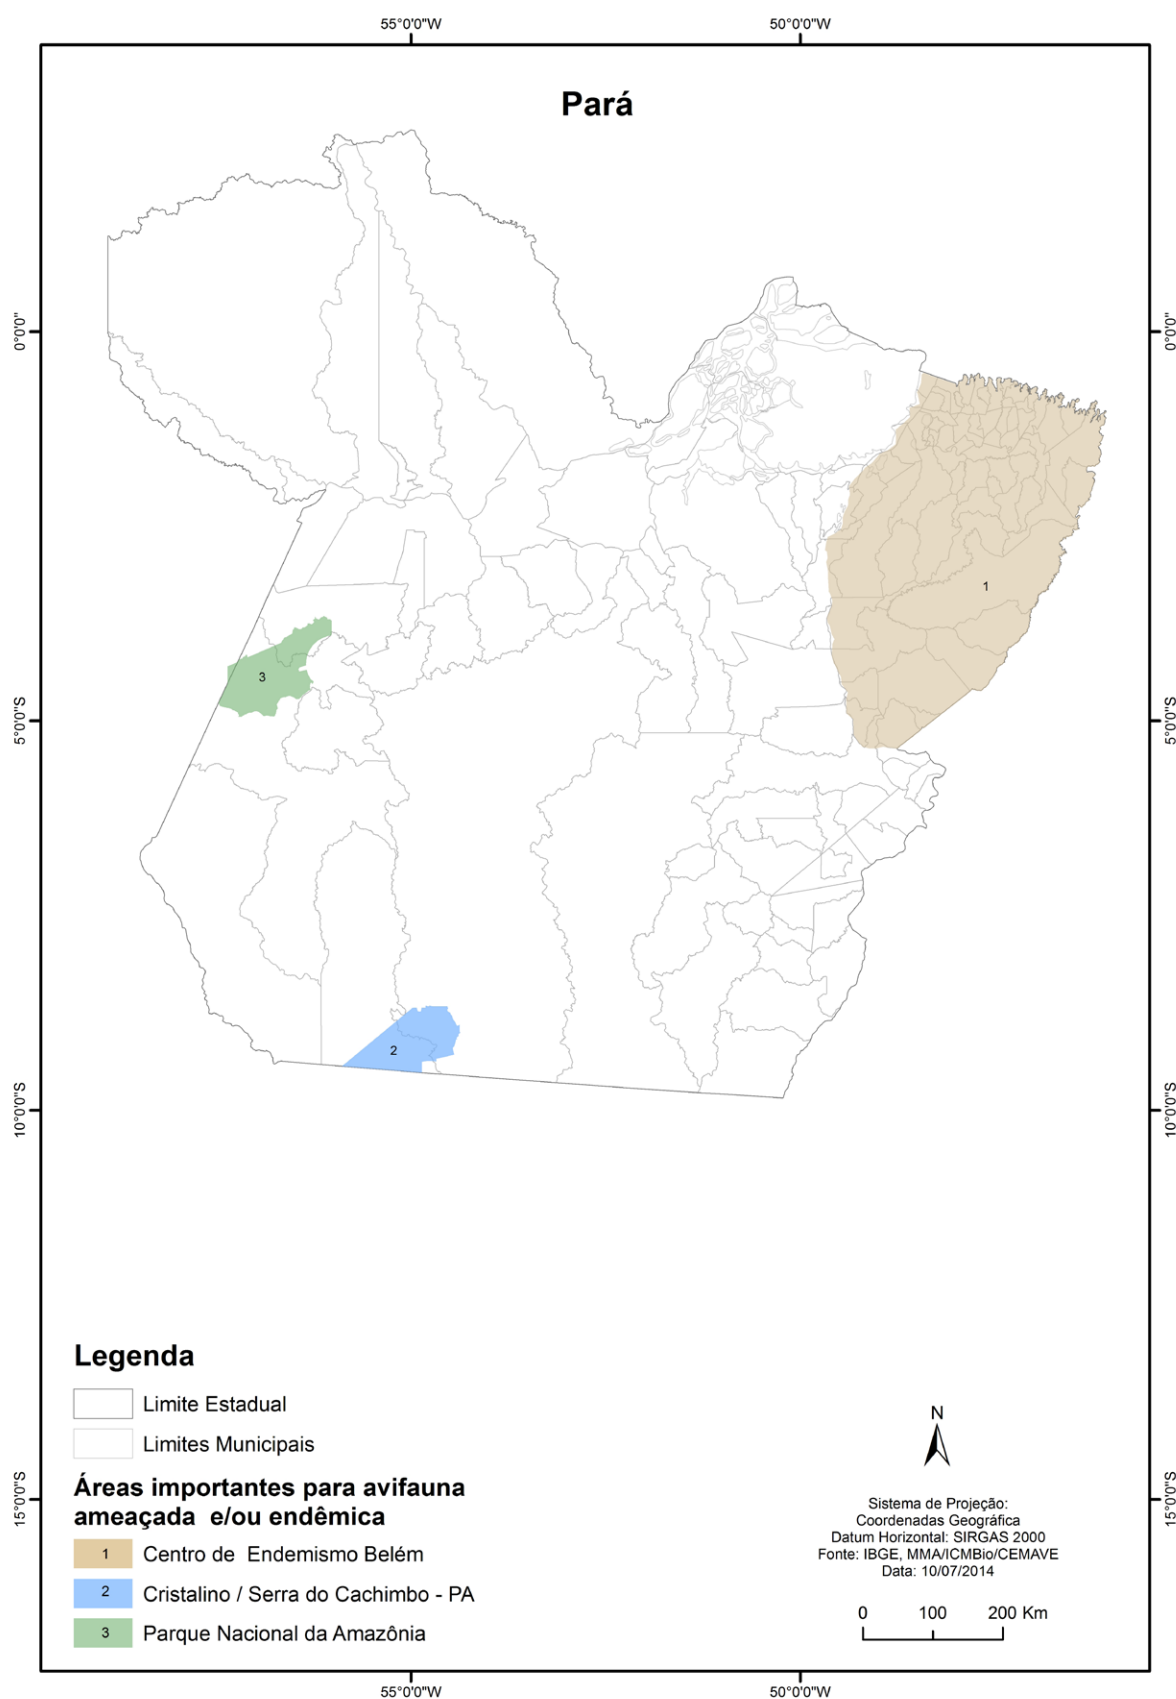 55°0'0"W
50°0'0"W
Pará
0°0'0"
0°0'0"
1
3
5°0'0"S
5°0'0"S
2
10°0'0"S
10°0'0"S
Legenda
Limite Estadual
Limites Municipais
Áreas importantes para avifauna
ameaçada e/ou endêmica
1 Centro de Endemismo Belém
2 Cristalino / Serra do Cachimbo - PA
3 Parque Nacional da Amazônia
N
15°0'0"S
15°0'0"S
Sistema de Projeção:
Coordenadas Geográfica
Datum Horizontal: SIRGAS 2000
Fonte: IBGE, MMA/ICMBio/CEMAVE
Data: 10/07/2014
0 100 200 Km
55°0'0"W
50°0'0"W